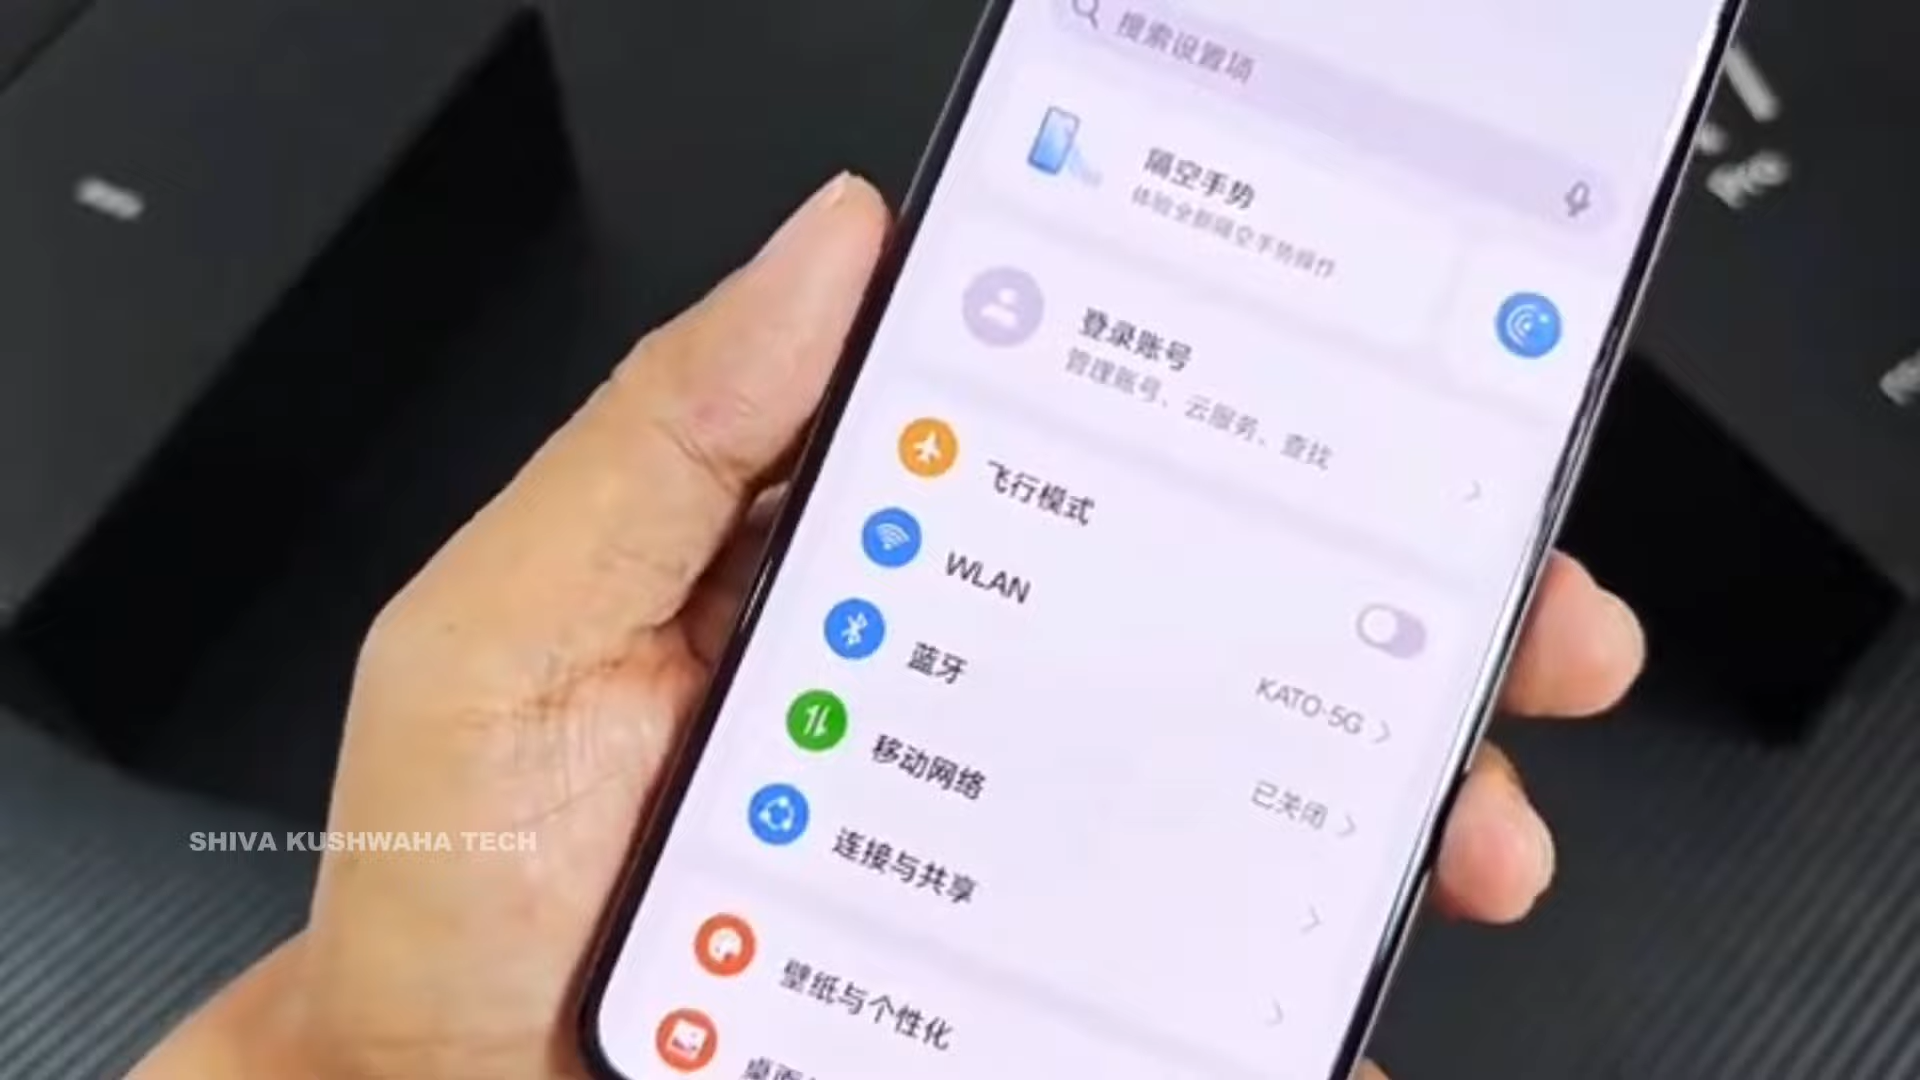 搜索设置项
隔空手势
体验全新隔空手势操作
登录账号
管理账号、云服务、查找
飞行模式
WLAN
KATO-5G
蓝牙
已关闭
移动网络
连接与共享
壁纸与个性化
桌面
Pro
SHIVA KUSHWAHA TECH